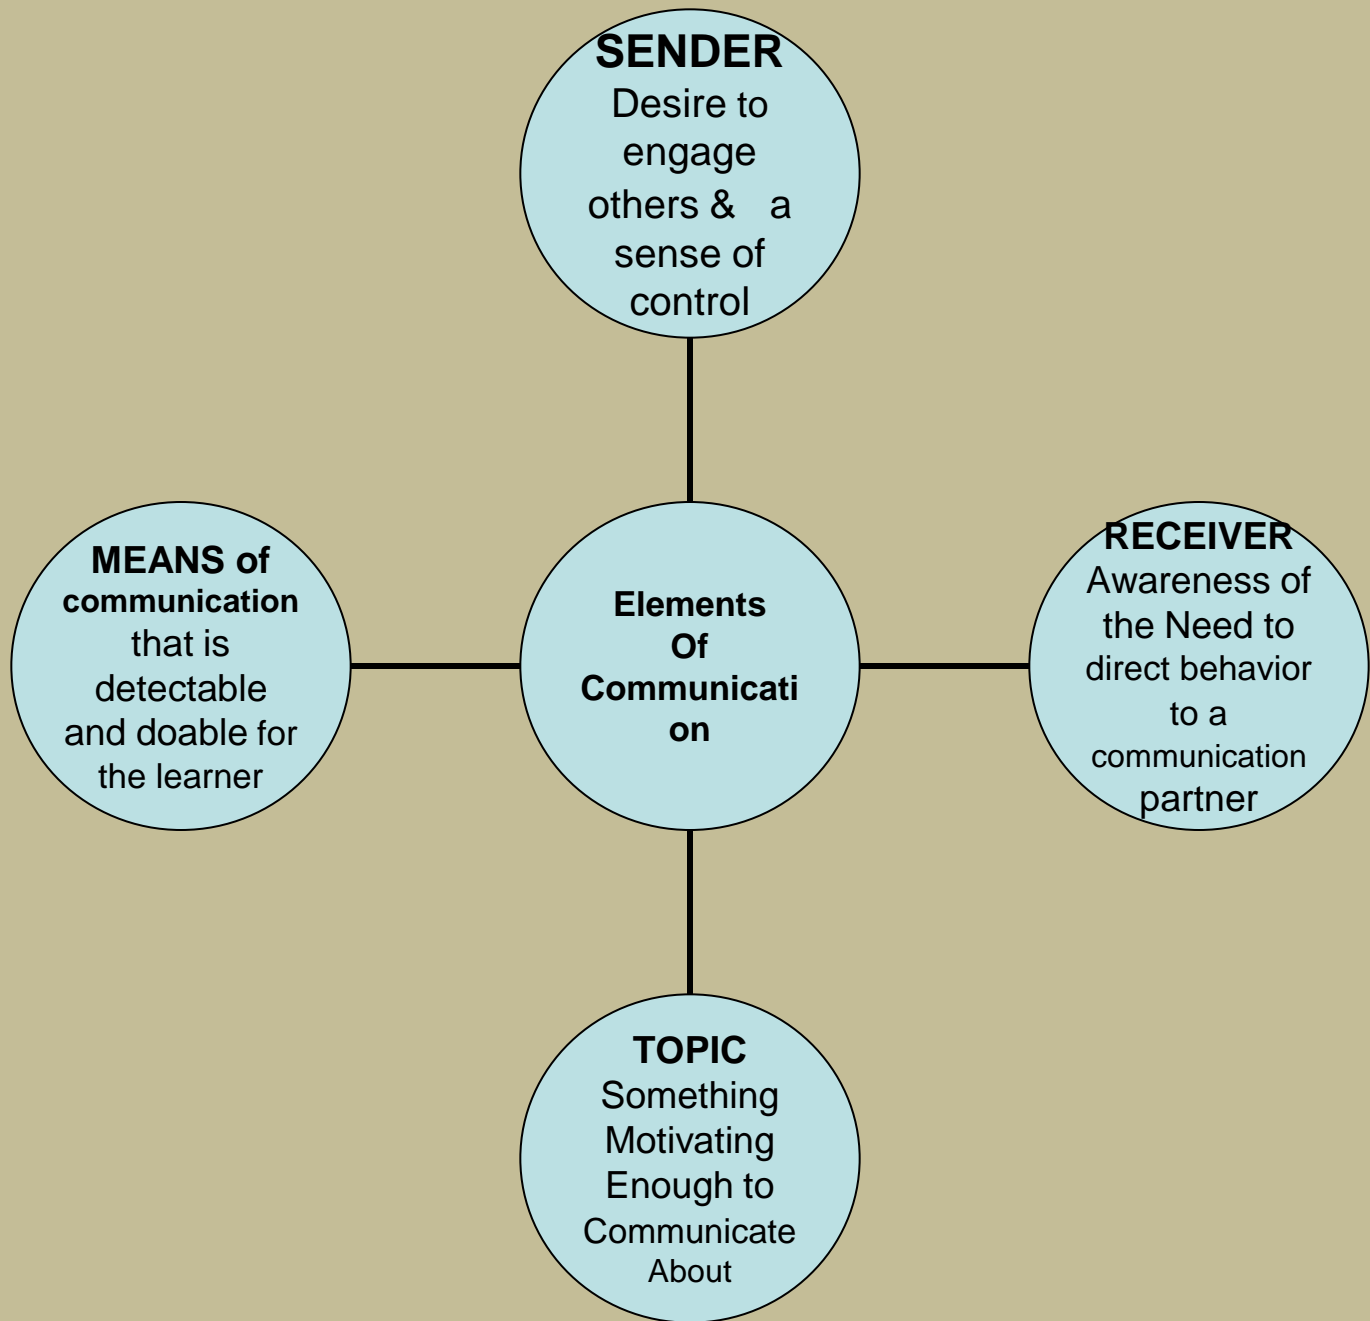 SENDER
Desire to
engage
others & a
sense of
control
MEANS of
communication
that is
detectable
and doable for
the learner
Elements
Of
Communicati
on
RECEIVER
Awareness of
the Need to
direct behavior
to a
communication
partner
TOPIC
Something
Motivating
Enough to
Communicate
About